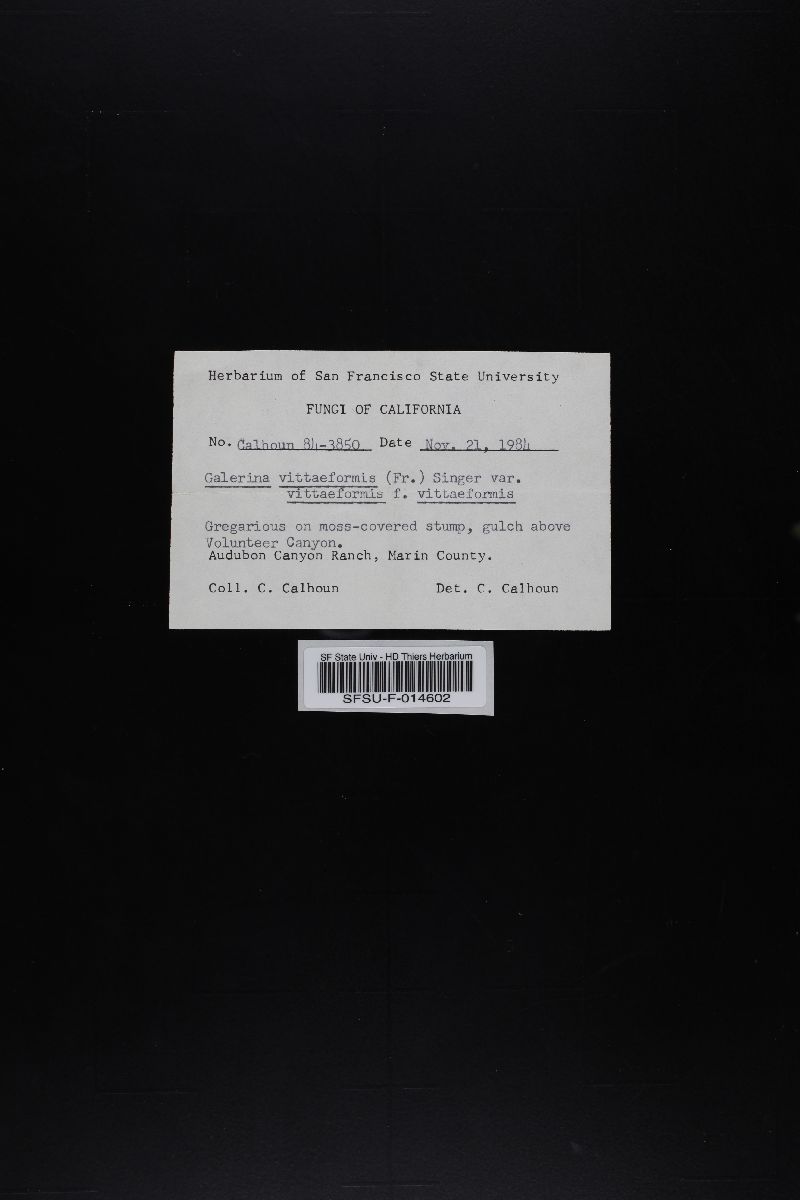 Herbarium of San Francisco State University
FUNGI OF CALIFORNIA
No. Calhoun 84-3850 Date Nov. 21, 1984
Galerina vittaeformis (Fr.) Singer var.
vittaeformis f. vittaeformis
Gregarious on moss-covered stump, gulch above
Volunteer Canyon.
Audubon Canyon Ranch, Marin County.
Coll. C. Calhoun Det. C. Calhoun
SF State Univ - HD Thiers Herbarium
SFSU-F-014602